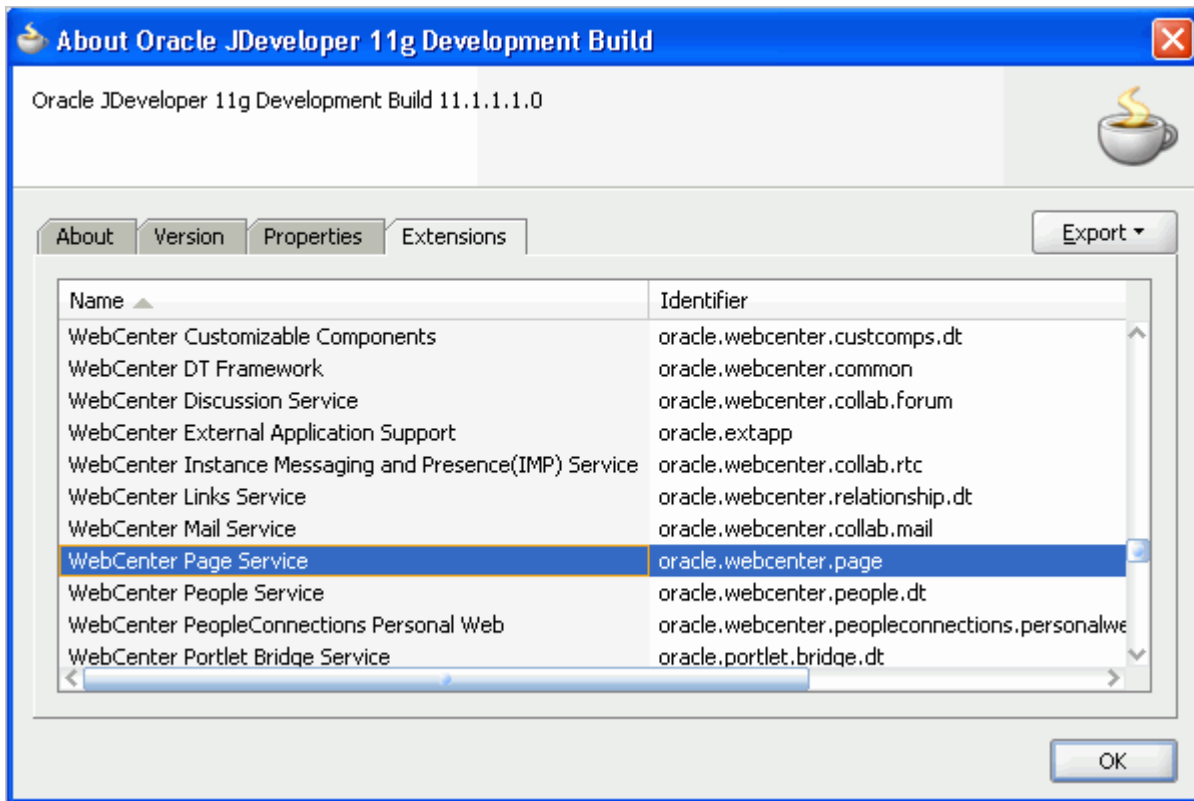 About Oracle JDeveloper 11g Development Build
Oracle JDeveloper 11g Development Build 11.1.1.1.0
About Version Properties Extensions Export
Name Identifier
WebCenter Customizable Components oracle.webcenter.custcomps.dt
WebCenter DT Framework oracle.webcenter.common
WebCenter Discussion Service oracle.webcenter.collab.forum
WebCenter External Application Support oracle.extapp
WebCenter Instance Messaging and Presence(IMP) Service oracle.webcenter.collab.rtc
WebCenter Links Service oracle.webcenter.relationship.dt
WebCenter Mail Service oracle.webcenter.collab.mail
WebCenter Page Service oracle.webcenter.page
WebCenter People Service oracle.webcenter.people.dt
WebCenter PeopleConnections Personal Web oracle.webcenter.peopleconnections.personalwe
WebCenter Portlet Bridge Service oracle.portlet.bridge.dt
OK